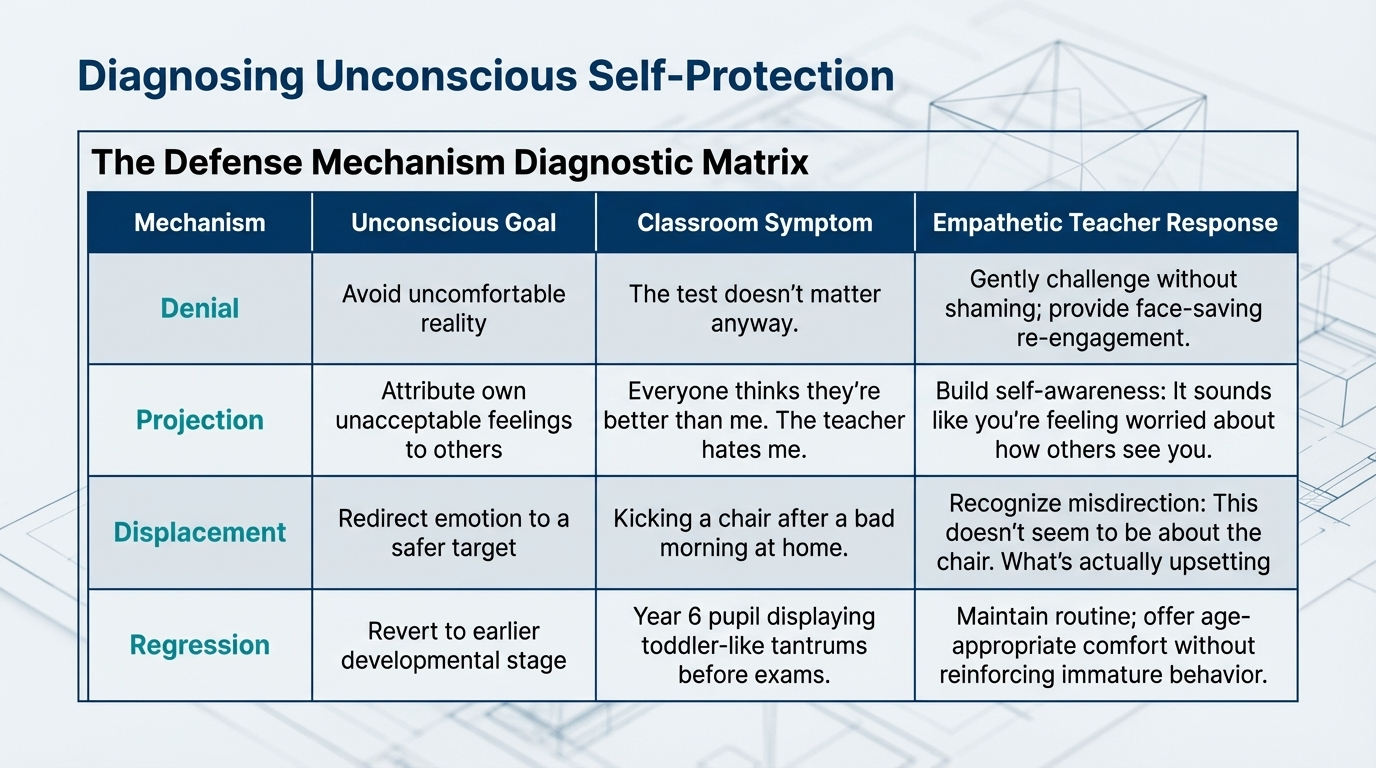 Diagnosing Unconscious Self-Protection
The Defense Mechanism Diagnostic Matrix
Mechanism
Unconscious Goal
Classroom Symptom
Empathetic Teacher Response
Denial
Avoid uncomfortable
reality
The test doesn’t matter
anyway.
Gently challenge without
shaming; provide face-saving
re-engagement.
Projection
Attribute own
unacceptable feelings
to others
Everyone thinks they’re
better than me. The teacher
hates me.
Build self-awareness: It sounds
like you’re feeling worried about
how others see you.
Displacement
Redirect emotion to a
safer target
Kicking a chair after a bad
morning at home.
Recognize misdirection: This
doesn’t seem to be about the
chair. What’s actually upsetting
Regression
Revert to earlier
developmental stage
Year 6 pupil displaying
toddler-like tantrums
before exams.
Maintain routine; offer age-
appropriate comfort without
reinforcing immature behavior.